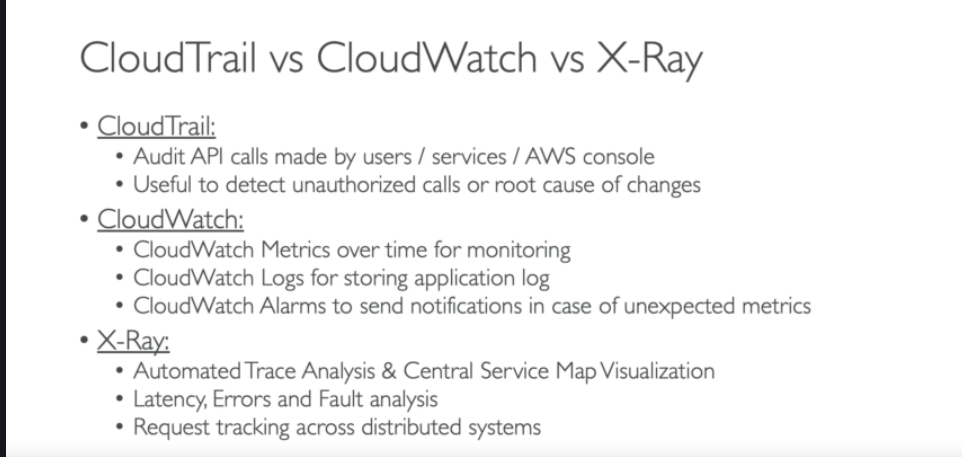 CloudTrail vs CloudWatch vs X-Ray
• CloudTrail:
• Audit API calls made by users / services / AWS console
• Useful to detect unauthorized calls or root cause of changes
• CloudWatch:
• CloudWatch Metrics over time for monitoring
• CloudWatch Logs for storing application log
• CloudWatch Alarms to send notifications in case of unexpected metrics
• X-Ray:
• Automated Trace Analysis & Central Service Map Visualization
• Latency, Errors and Fault analysis
• Request tracking across distributed systems